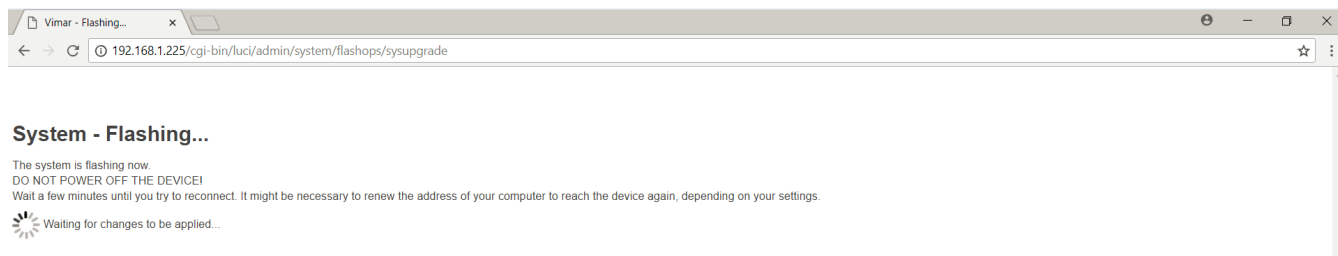 Vimar - Flashing...
192.168.1.225/cgi-bin/luci/admin/system/flashops/sysupgrade
System - Flashing...
The system is flashing now.
DO NOT POWER OFF THE DEVICE!
Wait a few minutes until you try to reconnect. It might be necessary to renew the address of your computer to reach the device again, depending on your settings.
Waiting for changes to be applied...